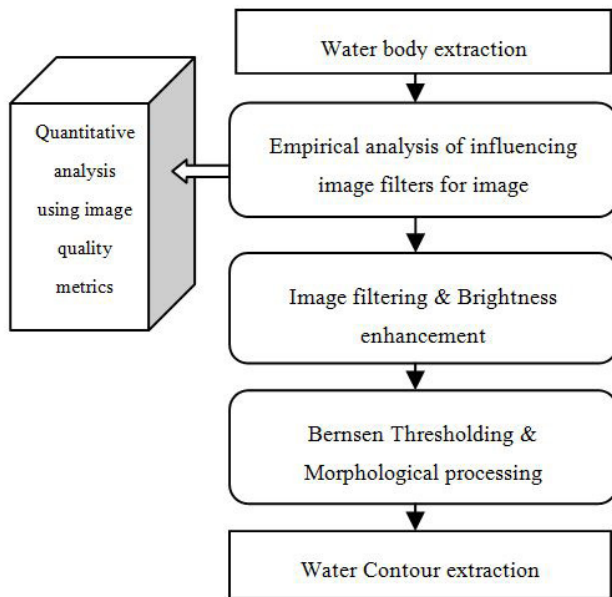 Water body extraction
Quantitative
analysis
using image
quality
metrics
Empirical analysis of influencing
image filters for image
Image filtering & Brightness
enhancement
Bernsen Thresholding &
Morphological processing
Water Contour extraction